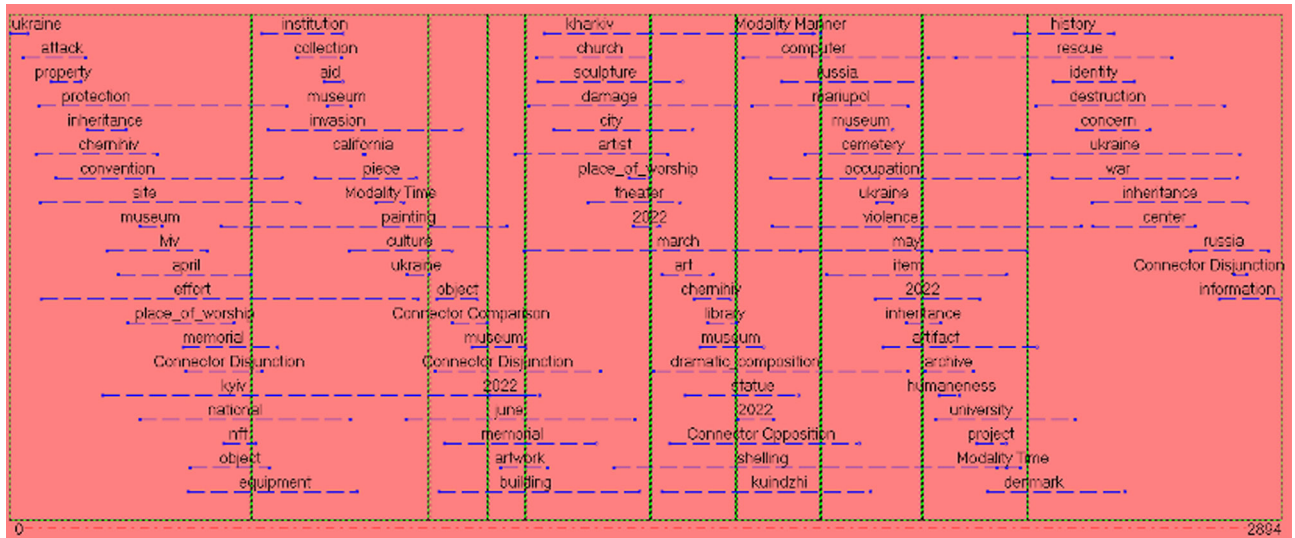 ukraine institution kharkiv Modality Manner history
attack collection church computer rescue
property aid sculpture russia identity
protection museum damage mariupol destruction
inheritance invasion city museum concern
chernihiv california artist cemetery ukraine
convention piece place_of_worship occupation war
site Modality Time theater ukraine inheritance
museum painting 2022 violence center
lviv culture march may russia
april ukraine art item Connector Disjunction
effort object chernihiv 2022 information
place_of_worship Connector Comparison library inheritance
memorial museum museum artifact
Connector Disjunction Connector Disjunction dramatic_composition archive
kyiv 2022 statue humaneness
national june 2022 university
nft memorial Connector Opposition project
object artwork shelling Modality Time
equipment building kuindzhi denmark
0 2894